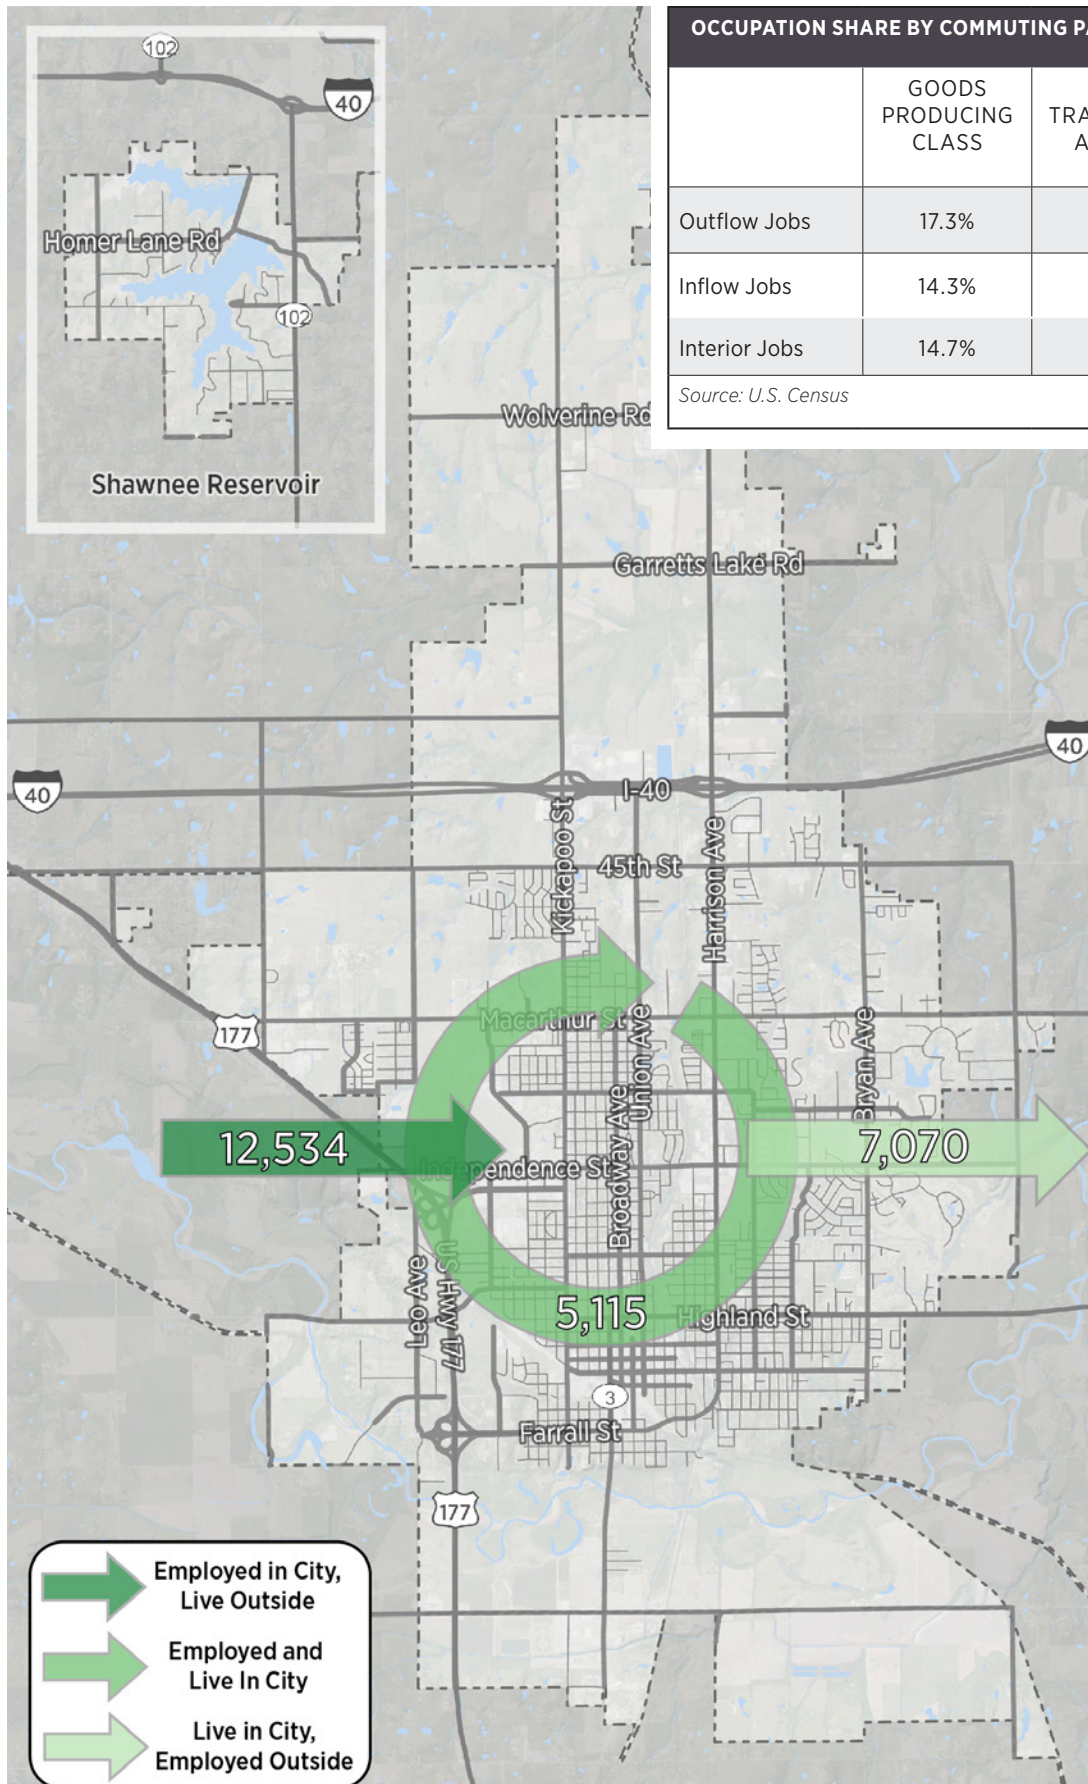 OCCUPATION SHARE BY COMMUTING PA
GOODS
PRODUCING
CLASS
TRA
A
Outflow Jobs 17.3%
Inflow Jobs 14.3%
Interior Jobs 14.7%
Source: U.S. Census
102
40
Homer Lane Rd
102
Shawnee Reservoir
Wolverine Rd
Garretts Lake Rd
40
40
I-40
Kickapoo St
45th St
Harrison Ave
177
Macarthur St
Union Ave
Bryan Ave
Broadway Ave
12,534
7,070
Independence St
Leo Ave
US Hwy 177
5,115
Highland St
3
Farrall St
177
Employed in City,
Live Outside
Employed and
Live In City
Live in City,
Employed Outside